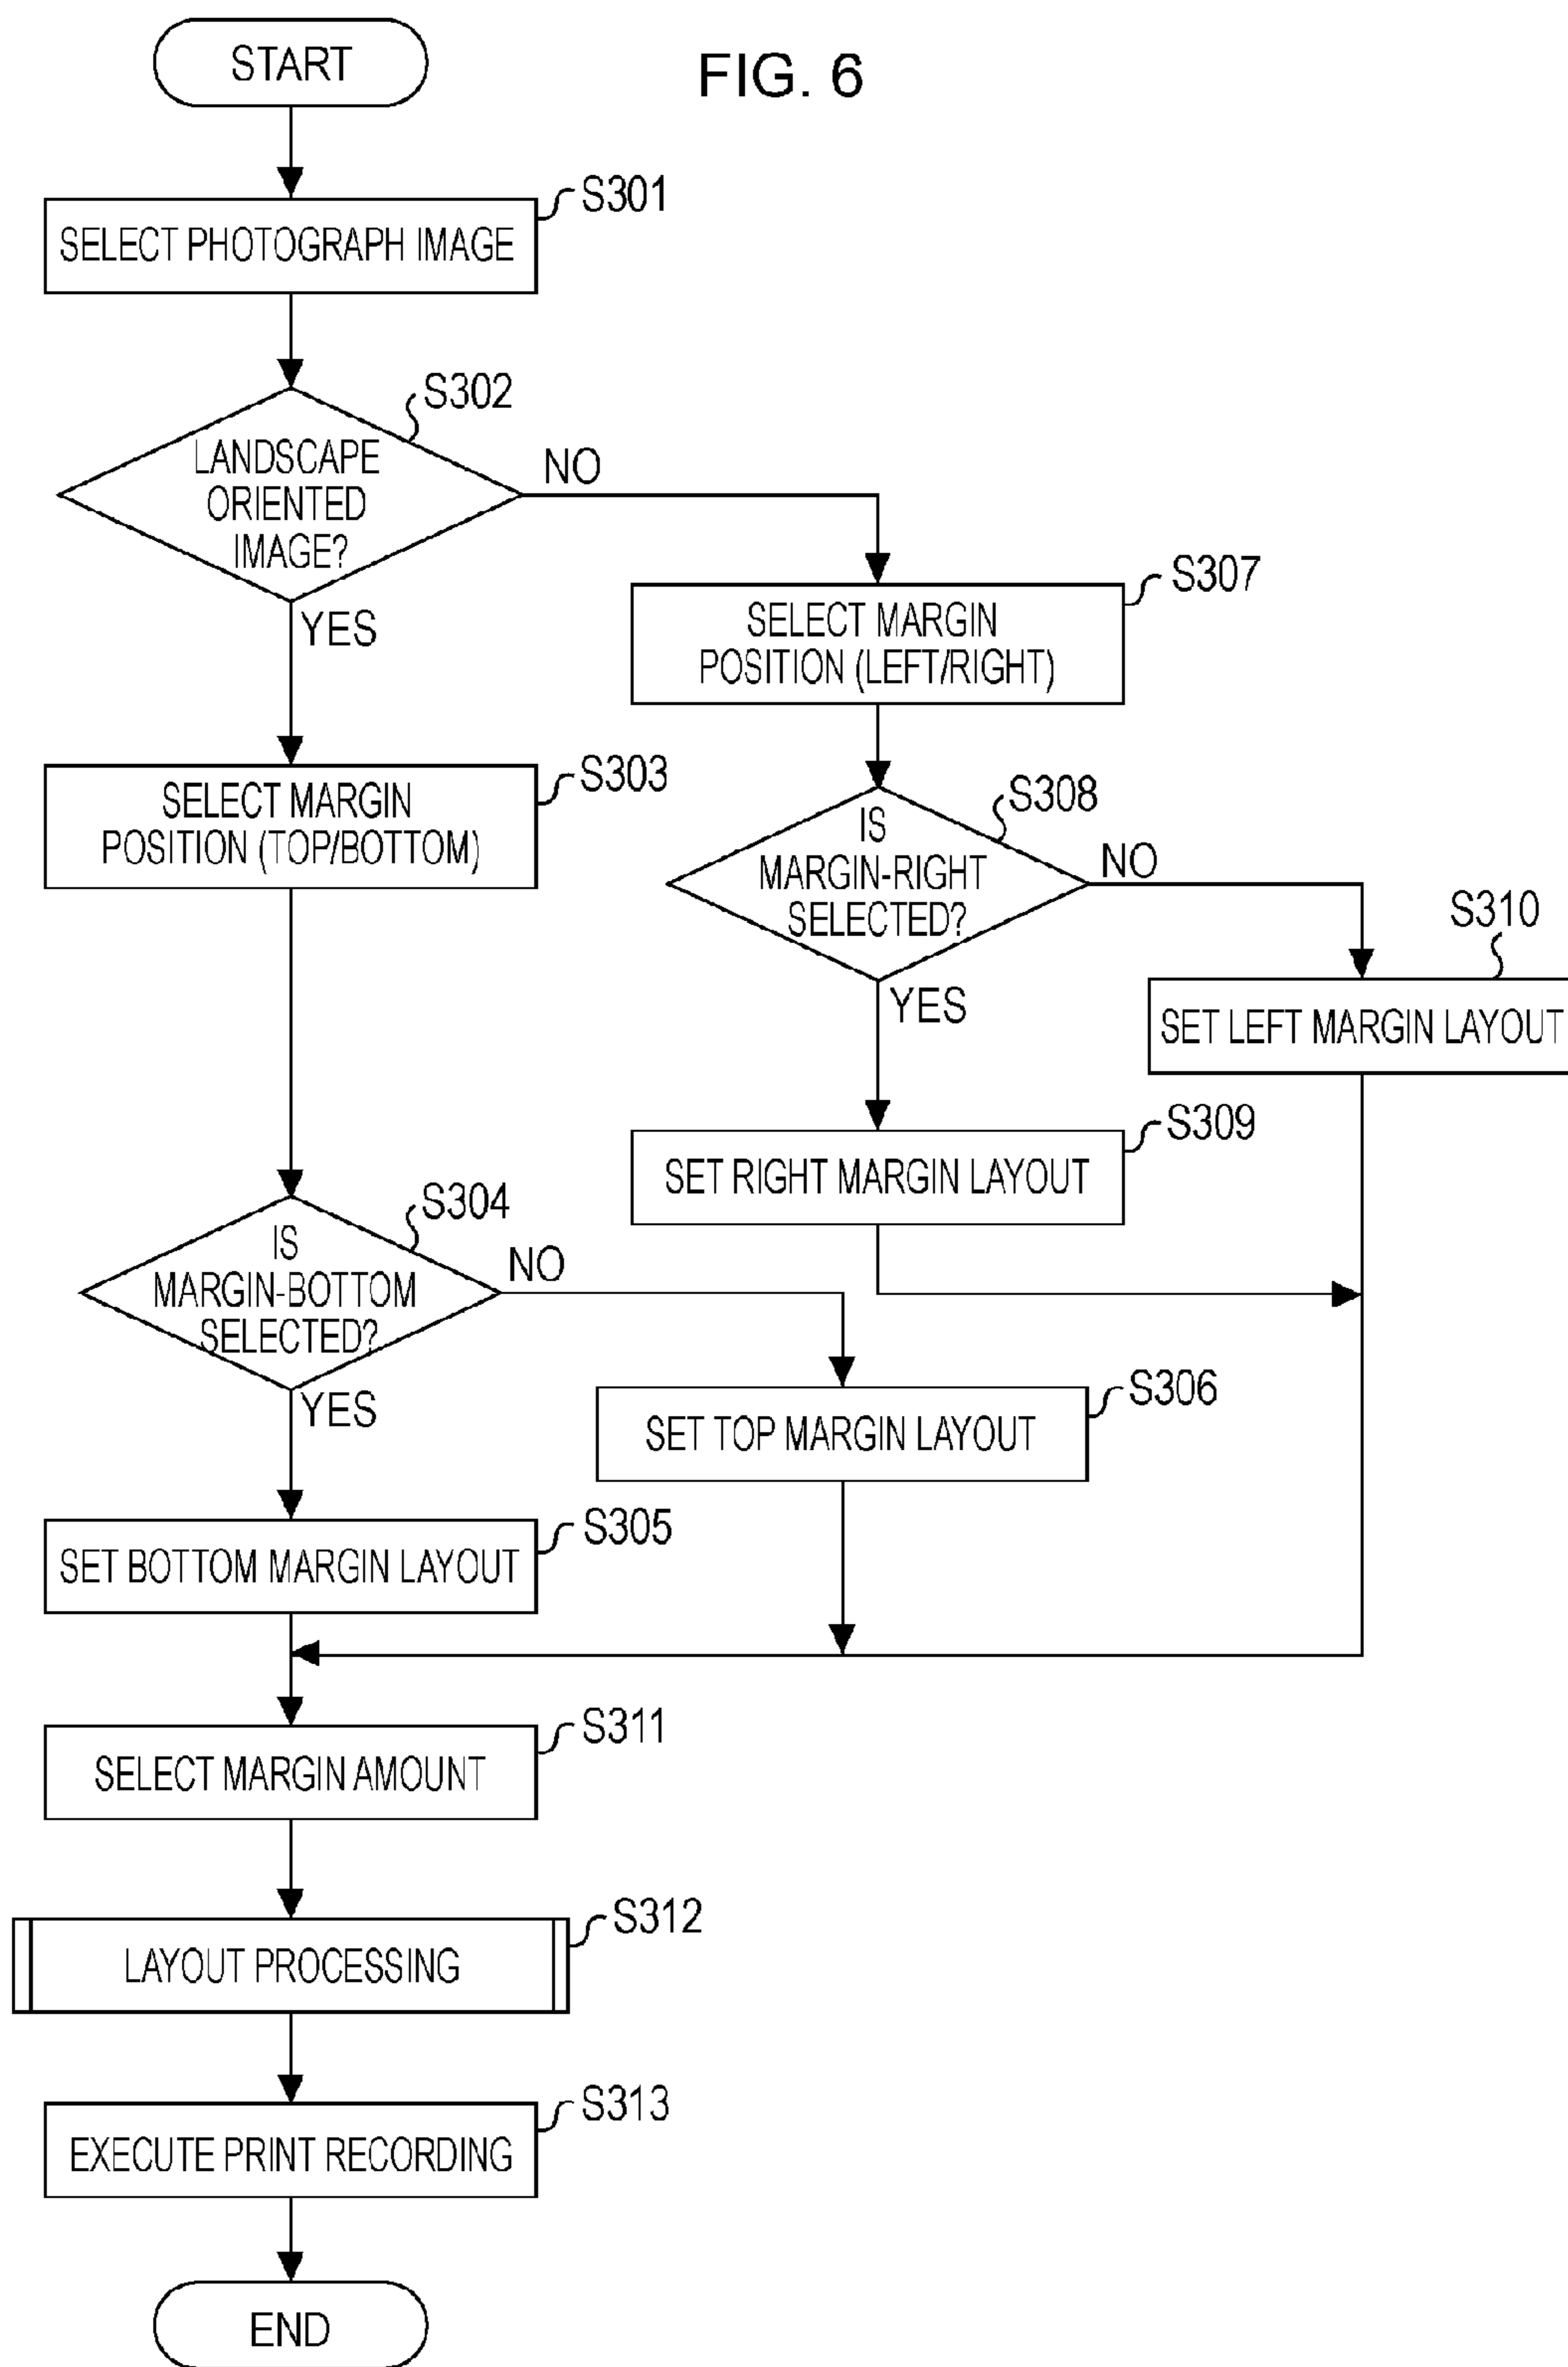 FIG. 6
START
S301
SELECT PHOTOGRAPH IMAGE
S302
LANDSCAPE
ORIENTED
IMAGE?
NO
YES
S307
SELECT MARGIN
POSITION (LEFT/RIGHT)
S303
SELECT MARGIN
POSITION (TOP/BOTTOM)
S308
IS
MARGIN-RIGHT
SELECTED?
NO
YES
S310
SET LEFT MARGIN LAYOUT
S309
SET RIGHT MARGIN LAYOUT
S304
IS
MARGIN-BOTTOM
SELECTED?
NO
YES
S306
SET TOP MARGIN LAYOUT
S305
SET BOTTOM MARGIN LAYOUT
S311
SELECT MARGIN AMOUNT
S312
LAYOUT PROCESSING
S313
EXECUTE PRINT RECORDING
END